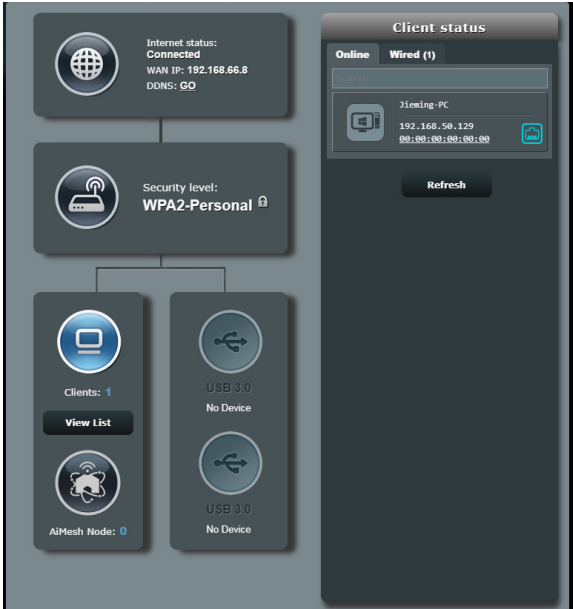 Internet status:
Connected
WAN IP: 192.168.66.8
DDNS: GO
Security level:
WPA2-Personal
Clients: 1
View List
AiMesh Node: 0
USB 3.0
No Device
USB 3.0
No Device
Client status
Online Wired (1)
Search
Jieming-PC
192.168.50.129
00:00:00:00:00:00
Refresh